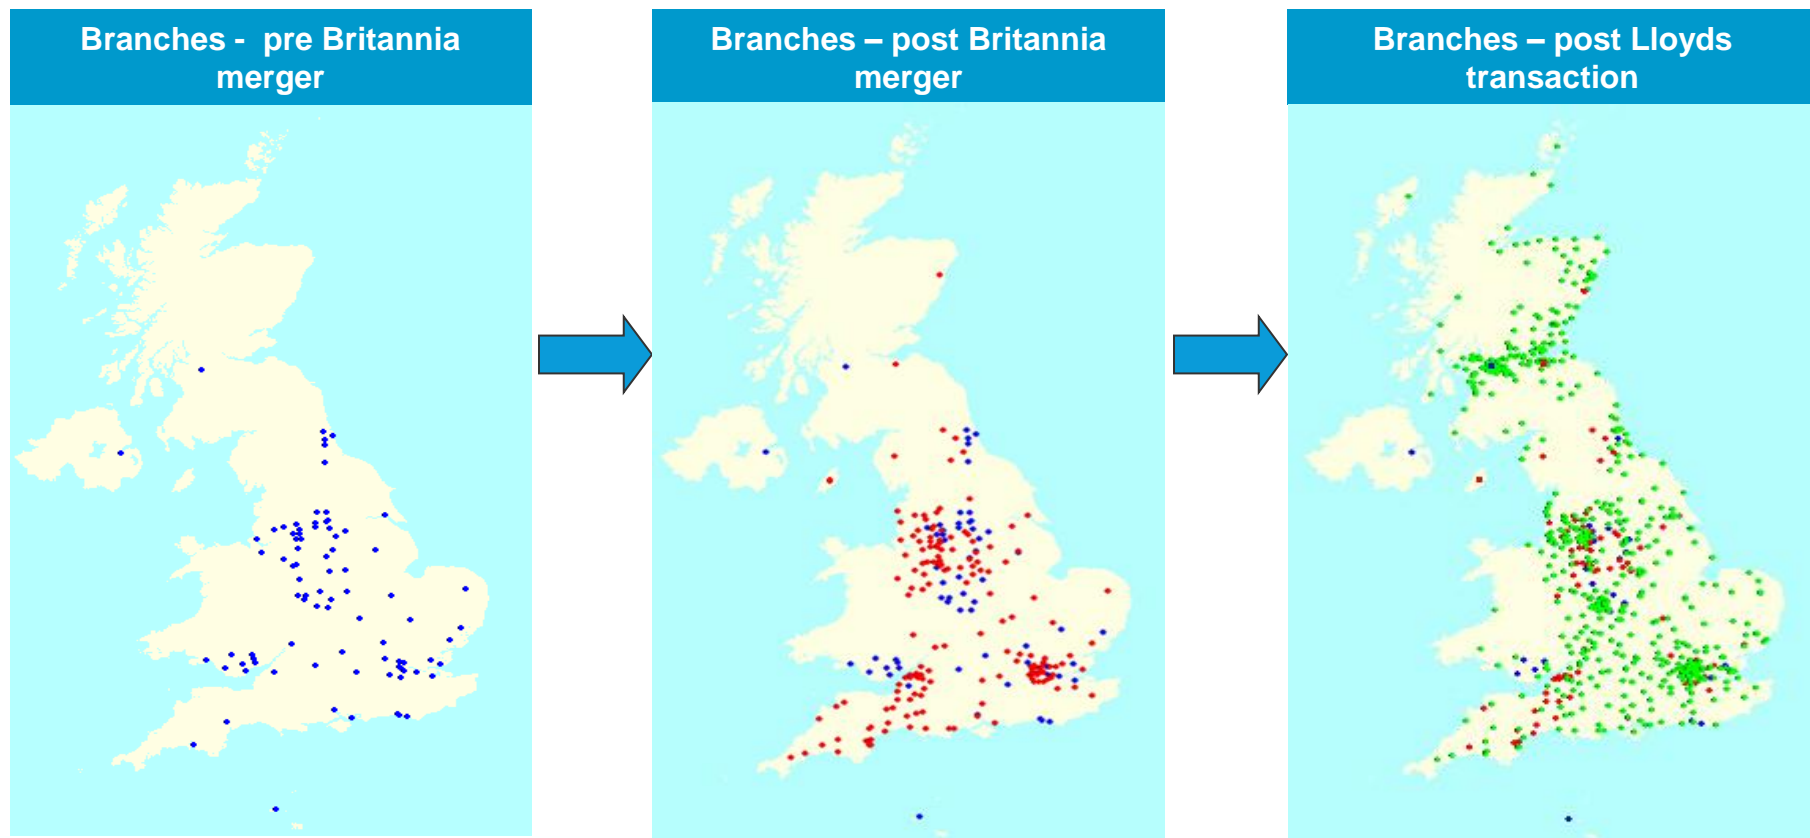 Branches -  pre Britannia
merger
Branches – post Britannia
merger
Branches – post Lloyds
transaction